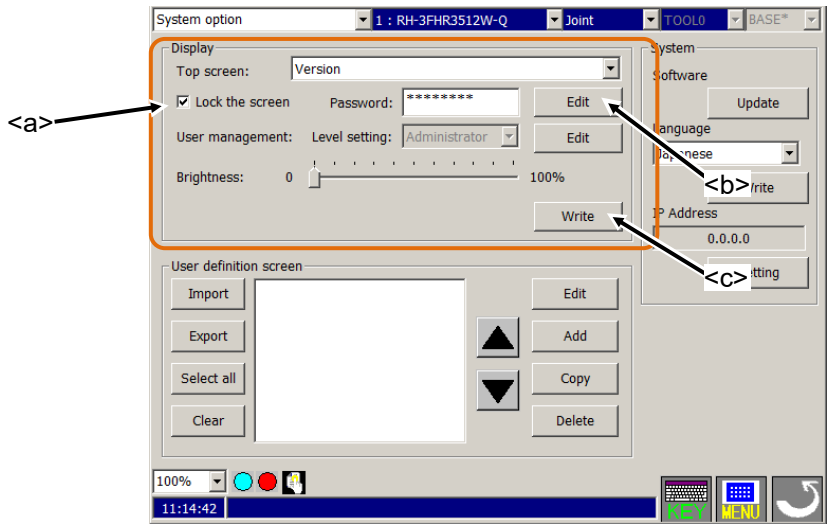 System option 1 : RH-3FHR3512W-Q Joint TOOL0 BASE*
Display
Top screen: Version
Lock the screen Password: ******** Edit
User management: Level setting: Administrator Edit
Brightness: 0 100%
Write
System
Software
Update
Language
Japanese
Write
IP Address
0.0.0.0
<a>
<b>
<c>
User definition screen
Import Edit
Export Add
Select all Copy
Clear Delete
100%
11:14:42
KEY MENU